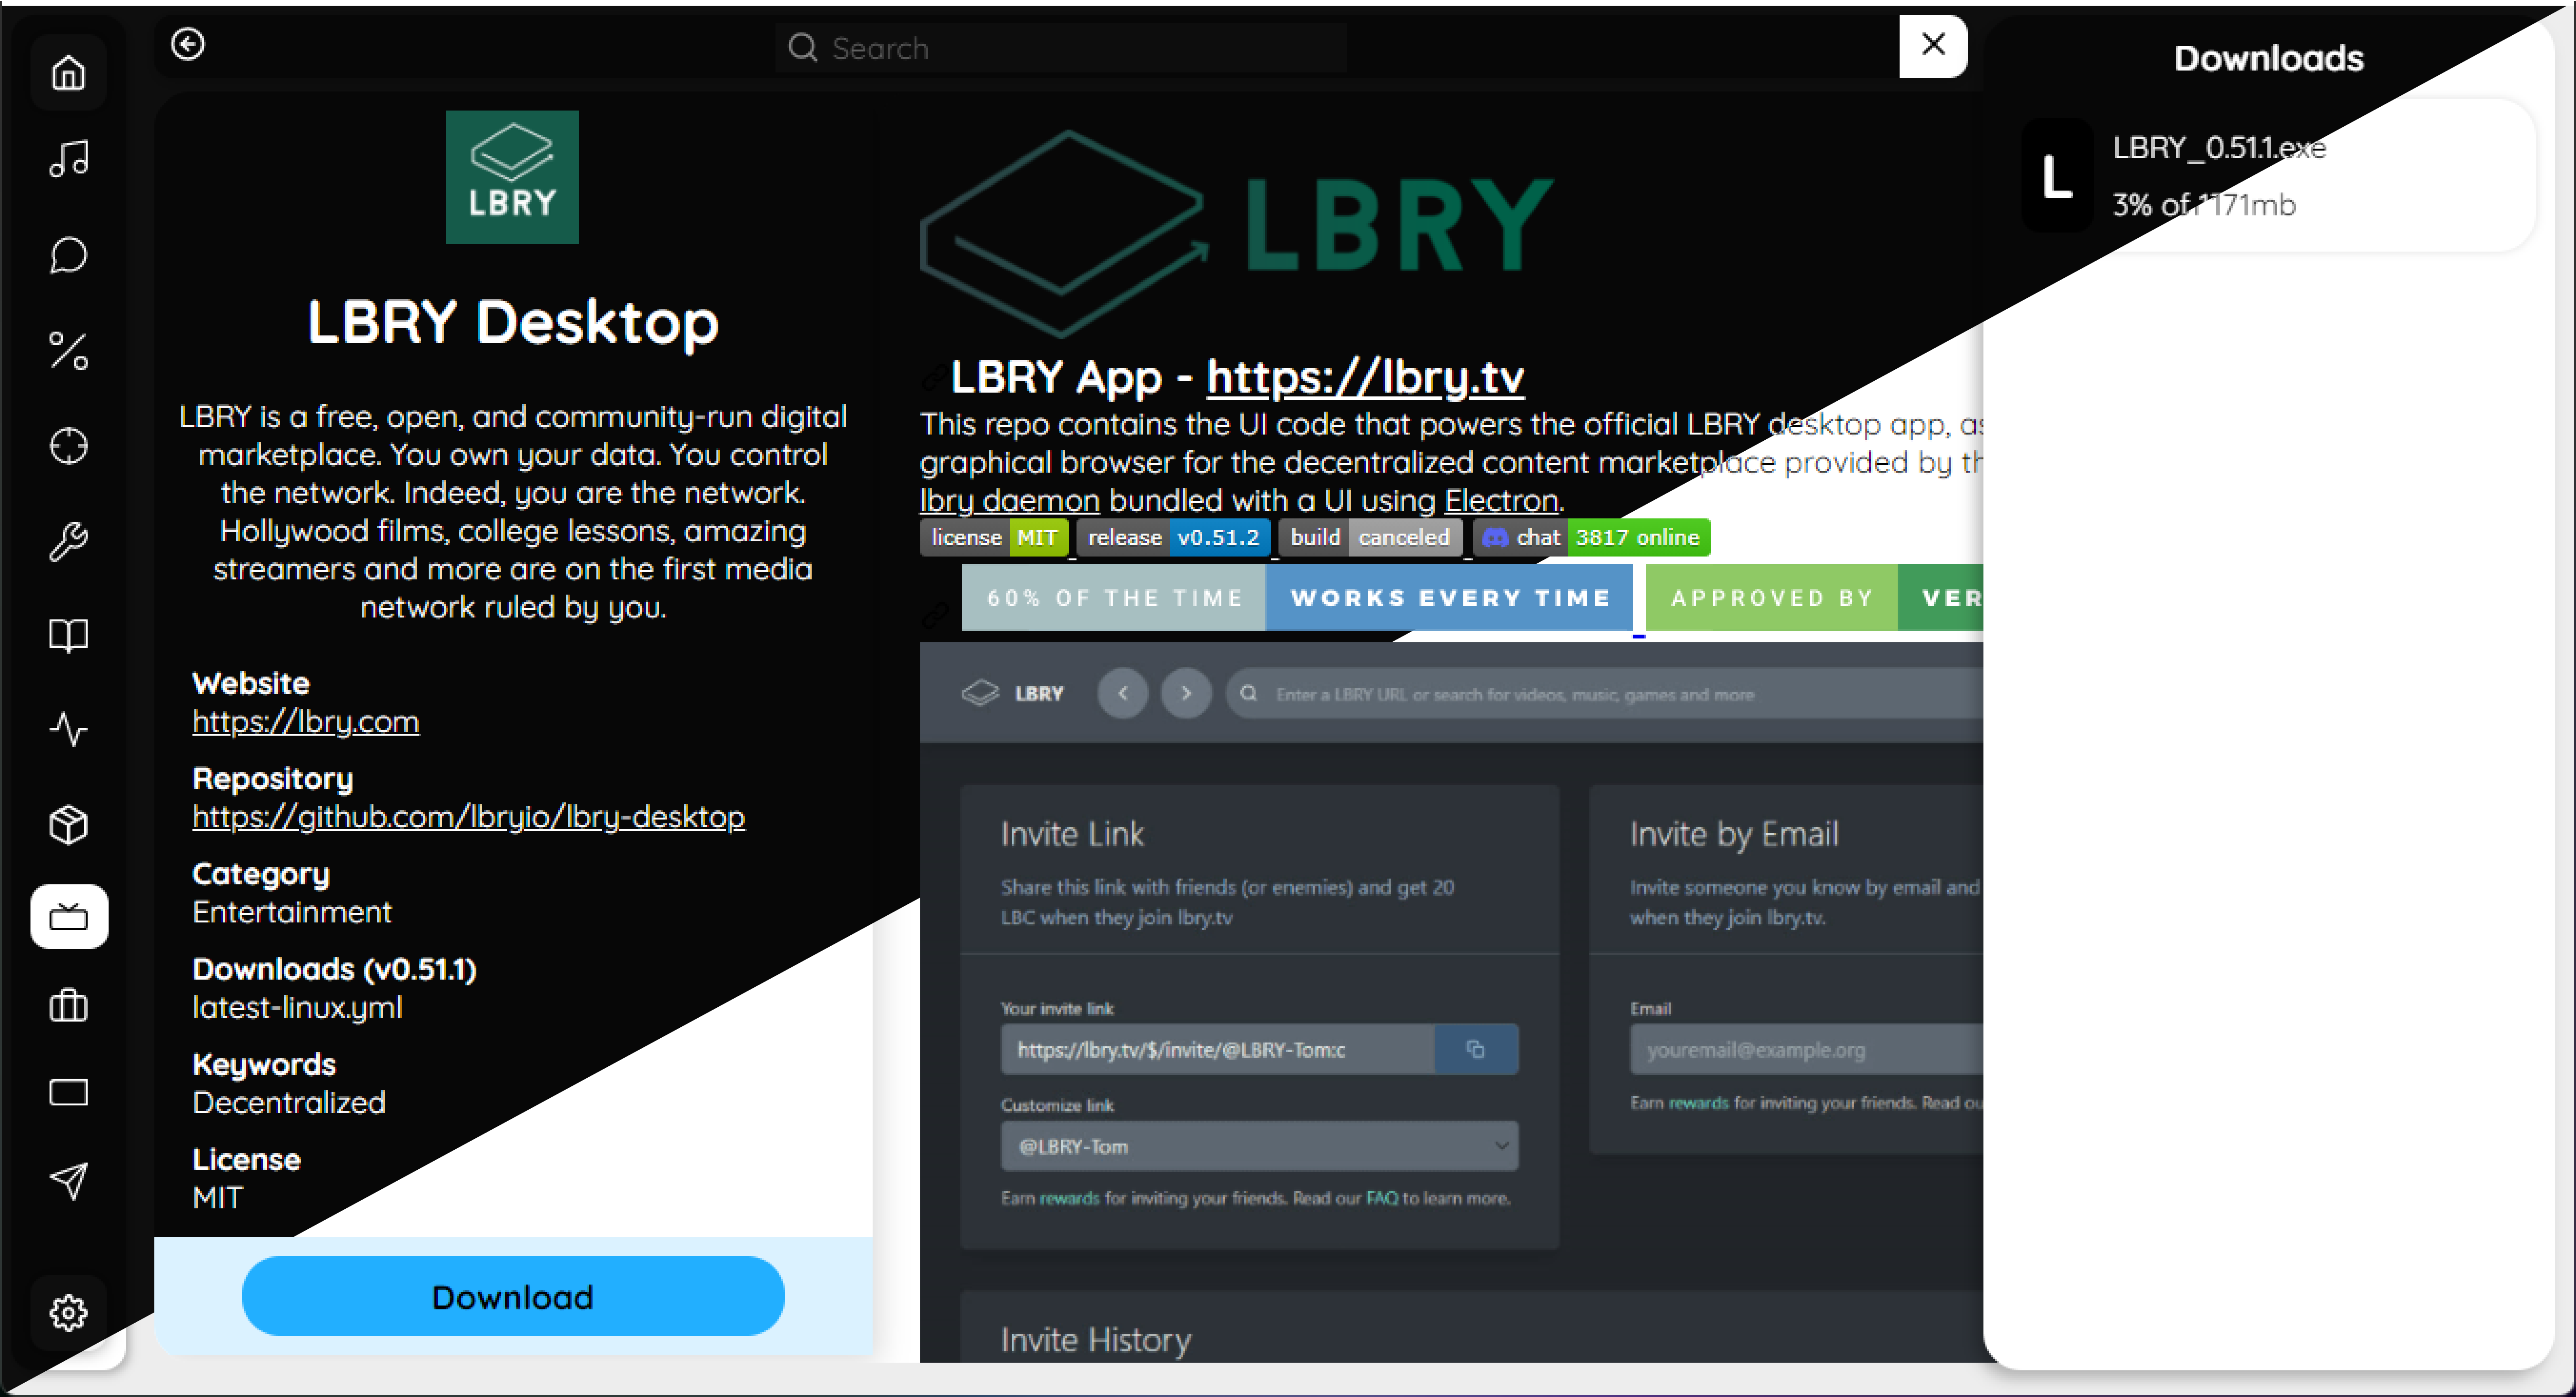 Search
Downloads
LBRY_0.51.1.exe
L
3% of 171mb
LBRY
LBRY Desktop
LBRY is a free, open, and community-run digital
marketplace. You own your data. You control
the network. Indeed, you are the network.
Hollywood films, college lessons, amazing
streamers and more are on the first media
network ruled by you.
Website
https://lbry.com
Repository
https://github.com/lbryio/lbry-desktop
Category
Entertainment
Downloads (v0.51.1)
latest-linux.yml
Keywords
Decentralized
License
MIT
Download
LBRY
LBRY App - https://lbry.tv
This repo contains the UI code that powers the official LBRY desktop app, as
graphical browser for the decentralized content marketplace provided by th
lbry daemon bundled with a UI using Electron.
license MIT release v0.51.2 build canceled chat 3817 online
60% OF THE TIME WORKS EVERY TIME APPROVED BY VER
LBRY Enter a LBRY URL or search for videos, music, games and more
Invite Link
Share this link with friends (or enemies) and get 20
LBC when they join lbry.tv
Your invite link
https://lbry.tv/$/invite/@LBRY-Tom:c
Customize link
@LBRY-Tom
Earn rewards for inviting your friends. Read our FAQ to learn more.
Invite by Email
Invite someone you know by email and
when they join lbry.tv.
Email
youremail@example.org
Earn rewards for inviting your friends. Read ou
Invite History